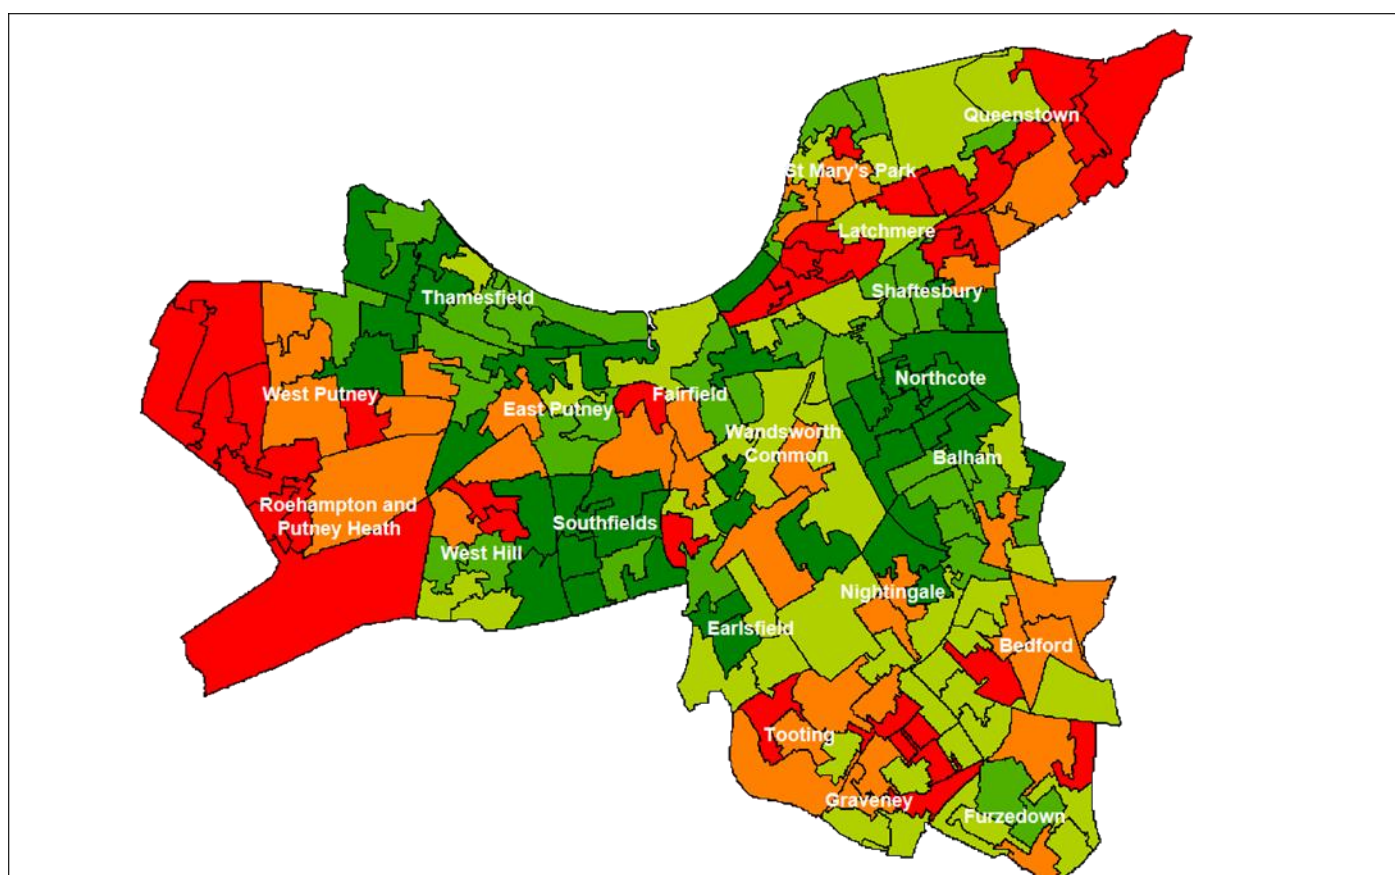 Queenstown
St Mary's Park
Latchmere
Shaftesbury
Thamesfield
Northcote
West Putney
Fairfield
East Putney
Wandsworth
Common
Balham
Roehampton and
Putney Heath
Southfields
West Hill
Nightingale
Earlsfield
Bedford
Tooting
Graveney
Furzedown